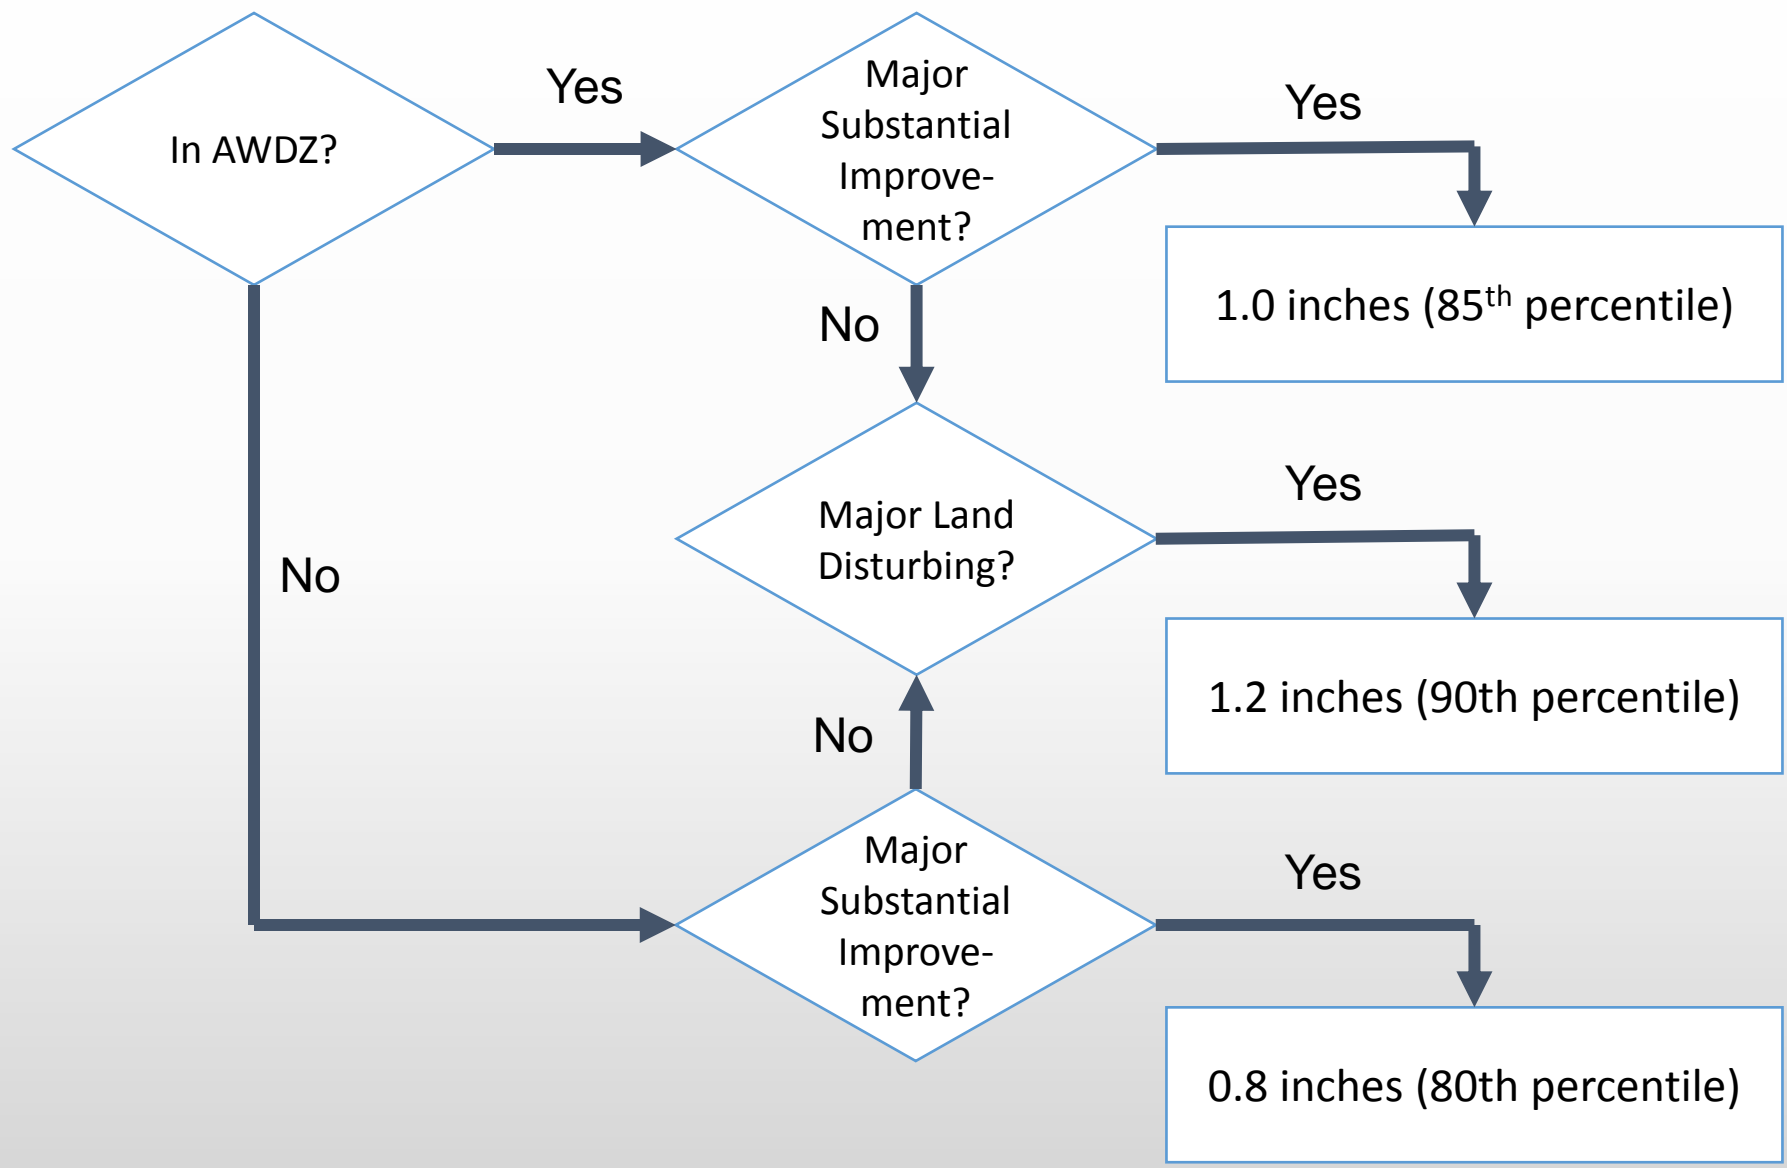 In AWDZ?
Yes
Major
Substantial
Improve-
ment?
Yes
1.0 inches (85th percentile)
No
No
Major Land
Disturbing?
Yes
1.2 inches (90th percentile)
No
Major
Substantial
Improve-
ment?
Yes
0.8 inches (80th percentile)